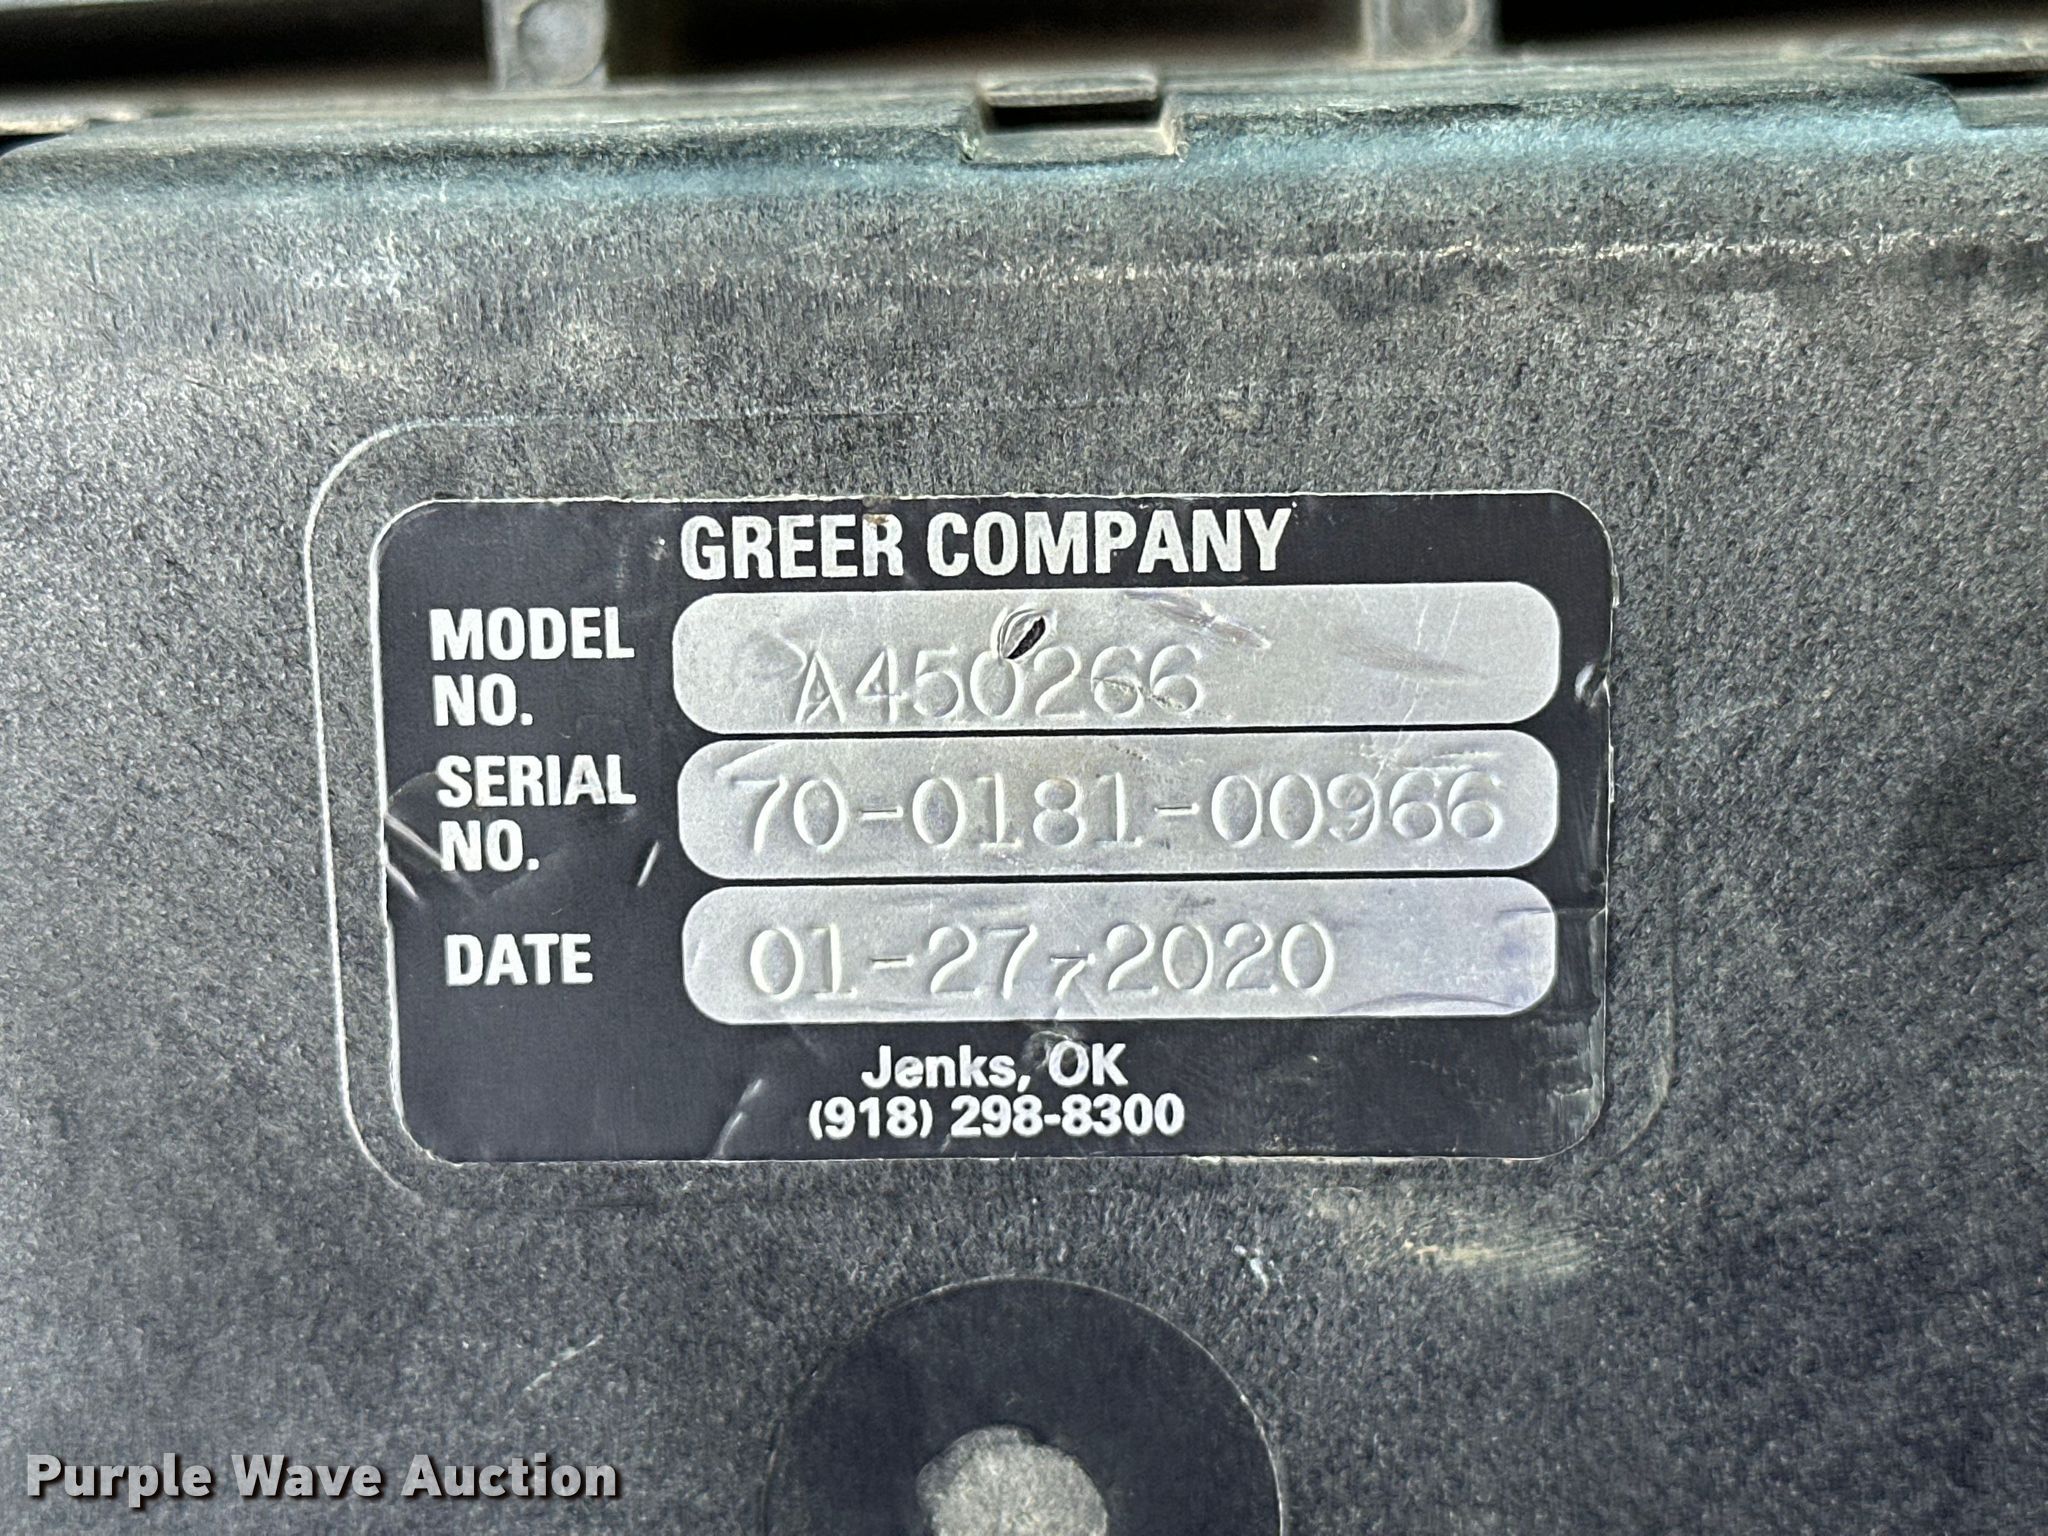 GREER COMPANY
MODEL NO. A450266
SERIAL NO. 70-0181-00966
DATE 01-27-2020
Jenks, OK
(918) 298-8300
Purple Wave Auction